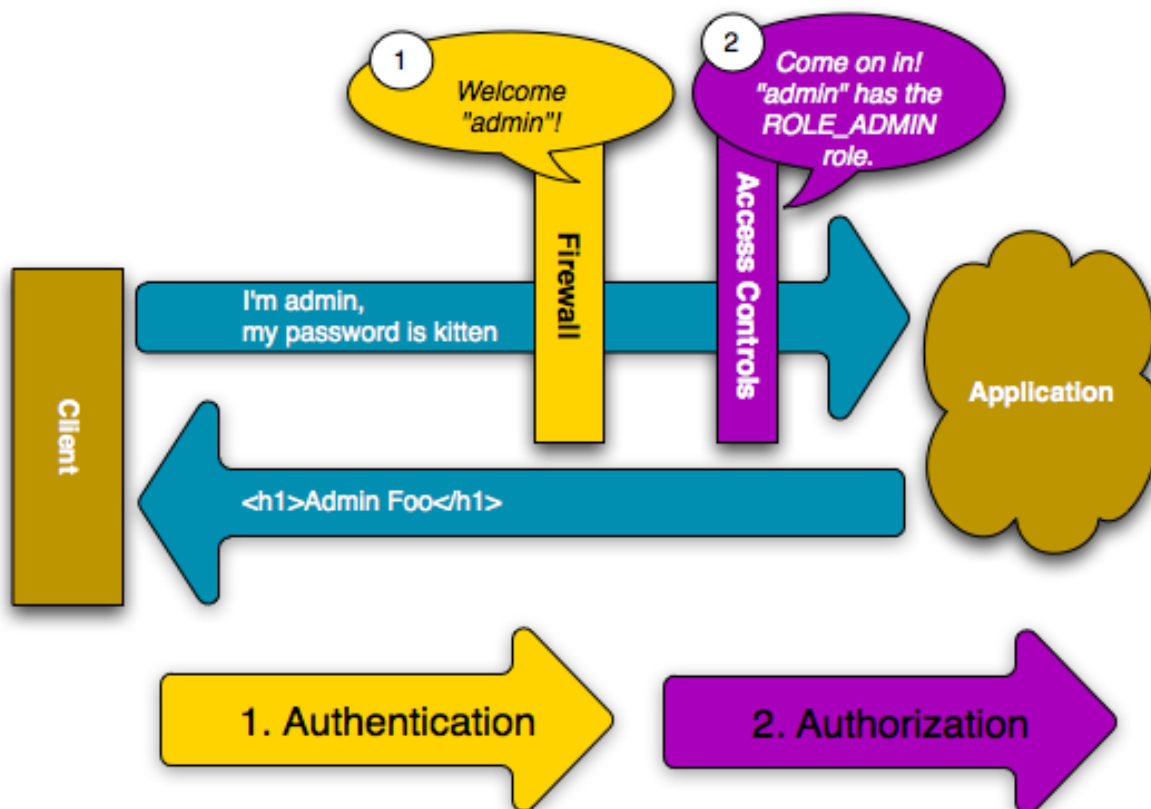 1
Welcome
"admin"!
2
Come on in!
"admin" has the
ROLE_ADMIN
role.
Firewall
Access Controls
Client
I'm admin,
my password is kitten
Application
<h1>Admin Foo</h1>
1. Authentication
2. Authorization